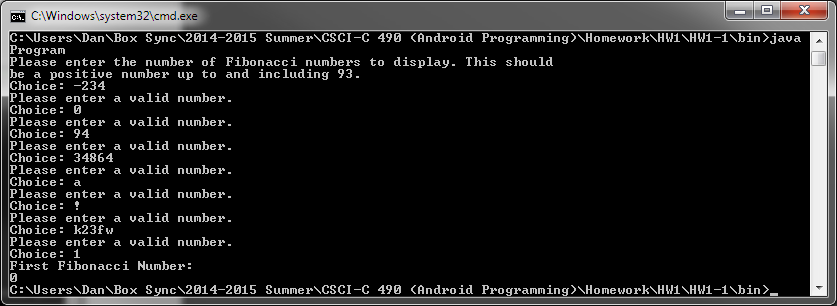 C:\Windows\system32\cmd.exe
C:\Users\Dan\Box Sync\2014-2015 Summer\CSCI-C 490 (Android Programming)\Homework\HW1\HW1-1\bin>java
Program
Please enter the number of Fibonacci numbers to display. This should
be a positive number up to and including 93.
Choice: -234
Please enter a valid number.
Choice: 0
Please enter a valid number.
Choice: 94
Please enter a valid number.
Choice: 34864
Please enter a valid number.
Choice: a
Please enter a valid number.
Choice: !
Please enter a valid number.
Choice: k23fw
Please enter a valid number.
Choice: 1
First Fibonacci Number:
0
C:\Users\Dan\Box Sync\2014-2015 Summer\CSCI-C 490 (Android Programming)\Homework\HW1\HW1-1\bin>_